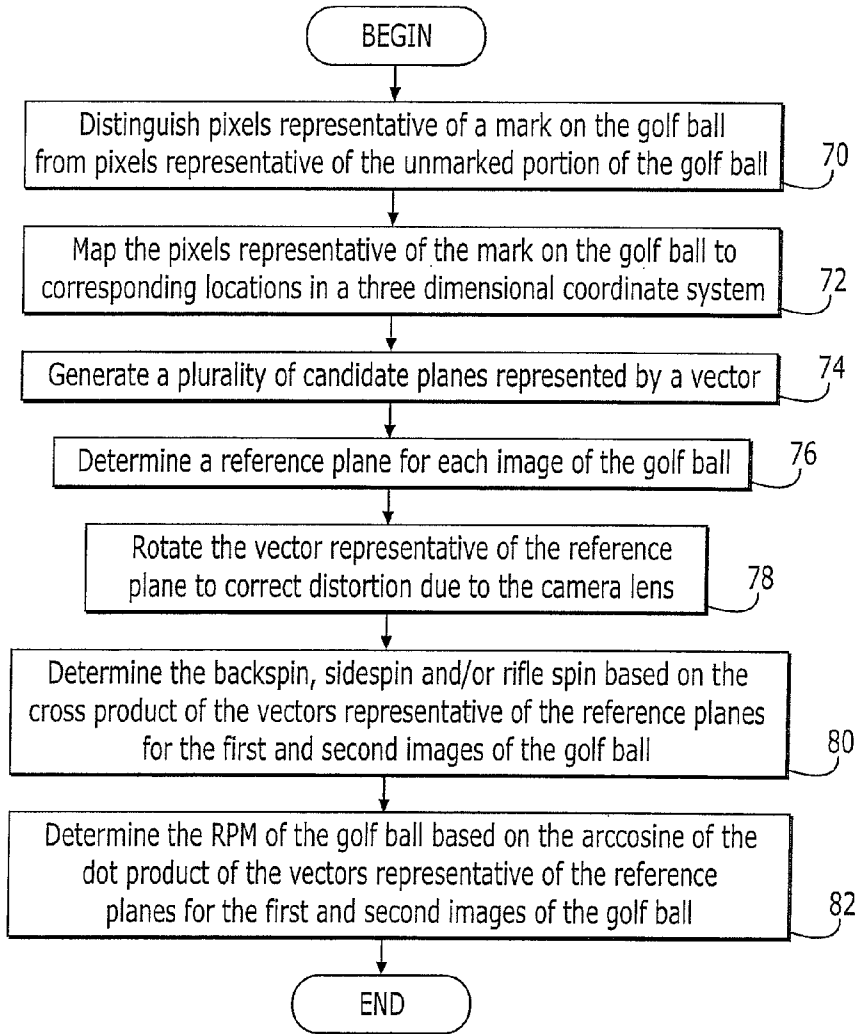 BEGIN
Distinguish pixels representative of a mark on the golf ball
from pixels representative of the unmarked portion of the golf ball
70
Map the pixels representative of the mark on the golf ball to
corresponding locations in a three dimensional coordinate system
72
Generate a plurality of candidate planes represented by a vector
74
Determine a reference plane for each image of the golf ball
76
Rotate the vector representative of the reference
plane to correct distortion due to the camera lens
78
Determine the backspin, sidespin and/or rifle spin based on the
cross product of the vectors representative of the reference planes
for the first and second images of the golf ball
80
Determine the RPM of the golf ball based on the arccosine of the
dot product of the vectors representative of the reference
planes for the first and second images of the golf ball
82
END